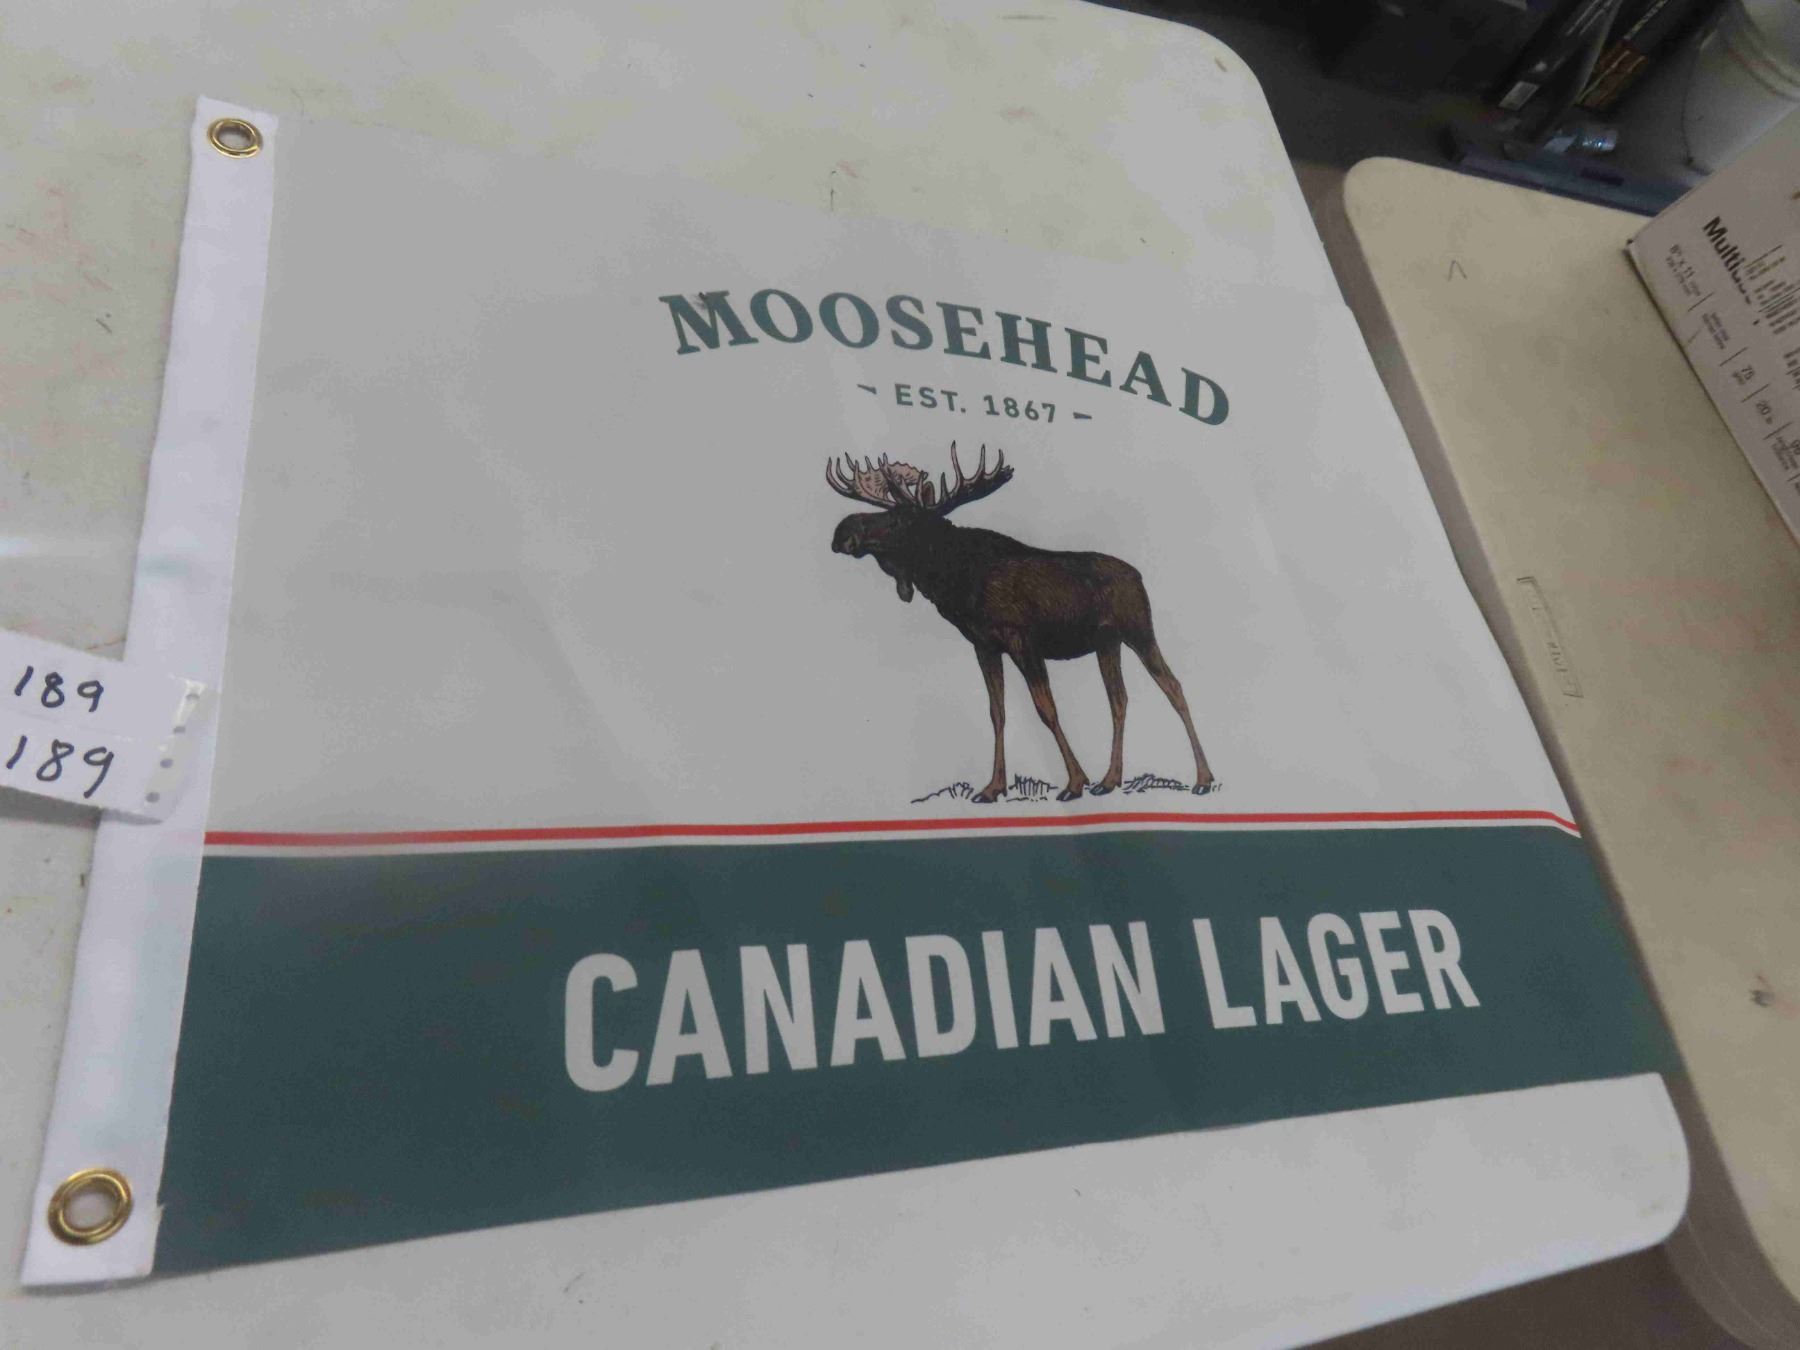 MOOSEHEAD
- EST. 1867 -
CANADIAN LAGER
189
189